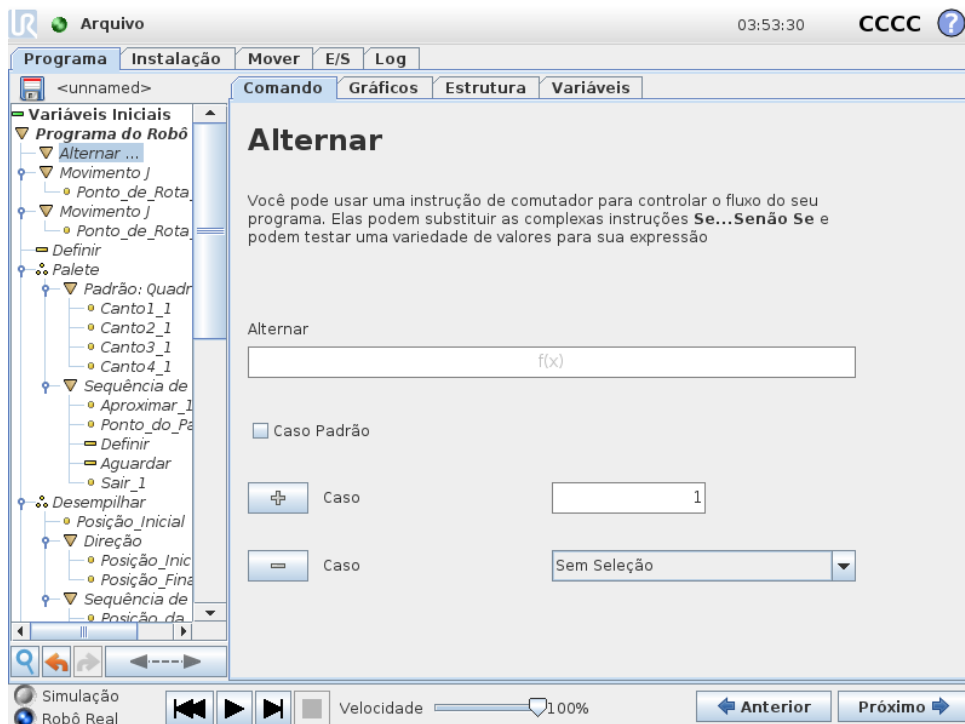 UR Arquivo 03:53:30 CCCC ?
Programa Instalação Mover E/S Log
<unnamed> Comando Gráficos Estrutura Variáveis
Variáveis Iniciais
Programa do Robô
Alternar ...
Movimento J
Ponto_de_Rota_
Movimento J
Ponto_de_Rota_
Definir
Palete
Padrão: Quadr
Canto1_1
Canto2_1
Canto3_1
Canto4_1
Sequência de
Aproximar_1
Ponto_do_Pa
Definir
Aguardar
Sair_1
Desempilhar
Posição_Inicial
Direção
Posição_Inic
Posição_Fina
Sequência de
Posição_da_
Alternar
Você pode usar uma instrução de comutador para controlar o fluxo do seu
programa. Elas podem substituir as complexas instruções Se...Senão Se e
podem testar uma variedade de valores para sua expressão
Alternar
f(x)
Caso Padrão
Caso 1
Caso Sem Seleção
Simulação
Robô Real
Velocidade 100%
Anterior Próximo